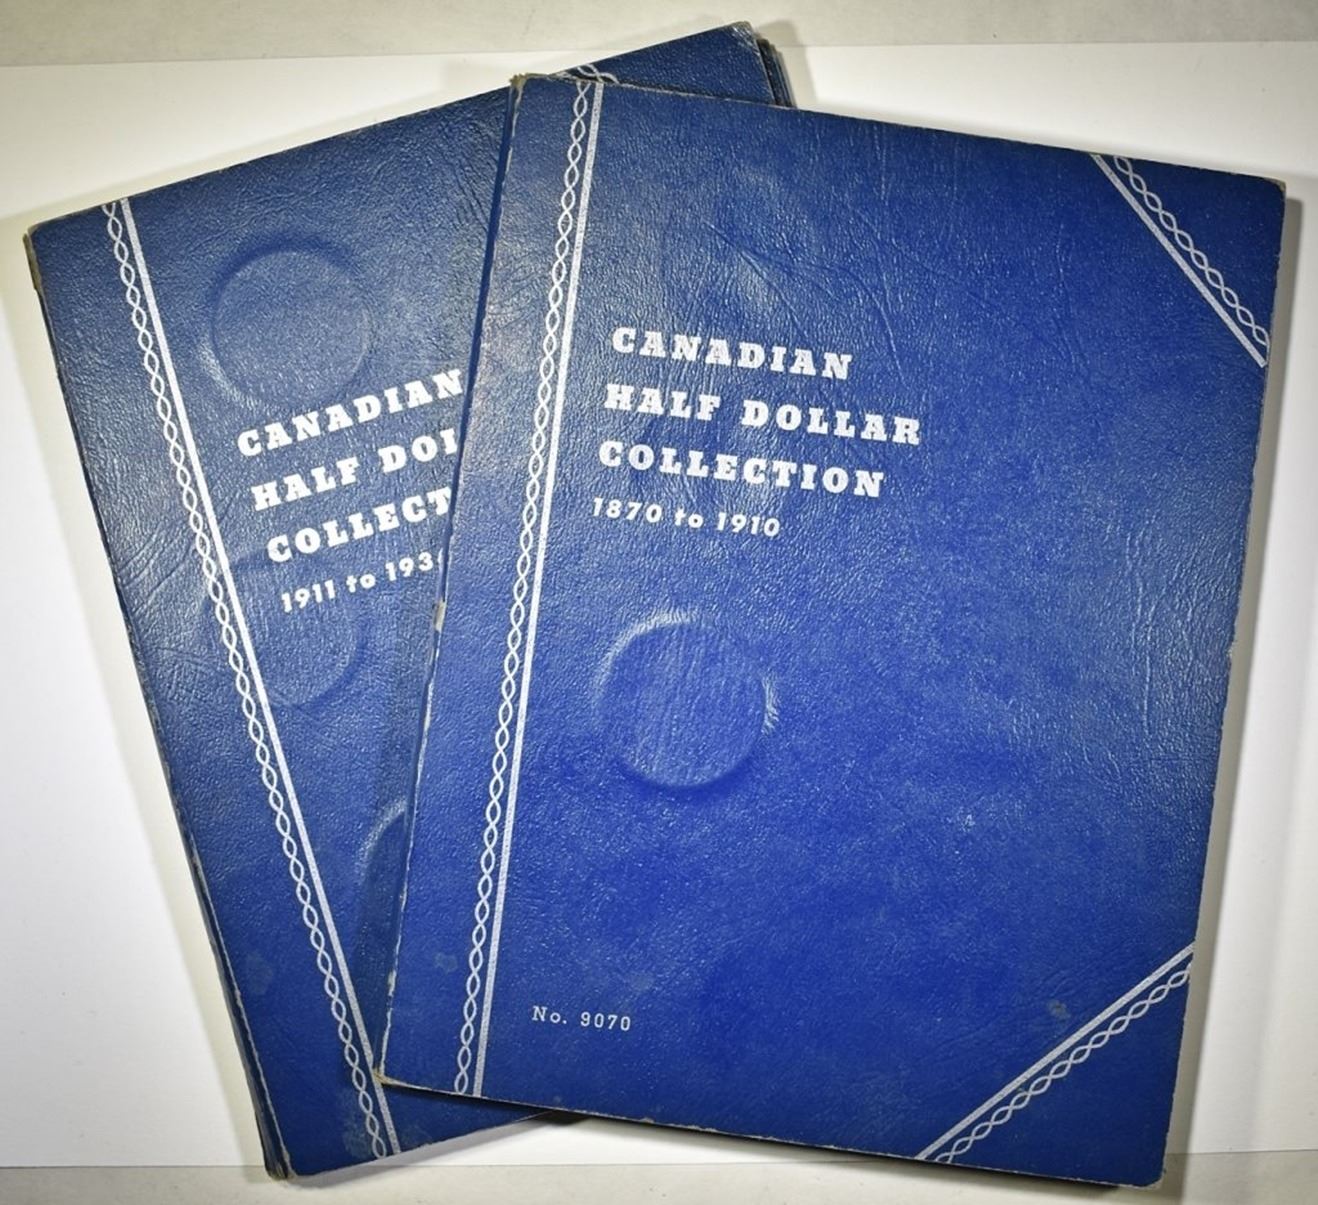 CANADIAN
HALF DOL
COLLECT
1911 to 193
CANADIAN
HALF DOLLAR
COLLECTION
1870 to 1910
No. 9070